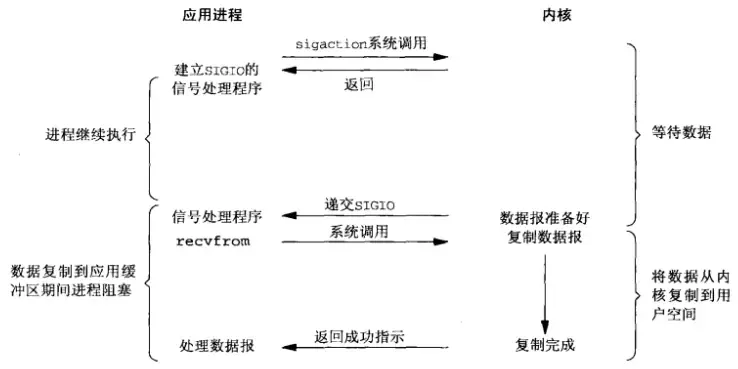 应用进程
内核
sigaction系统调用
建立SIGIO的
信号处理程序
返回
进程继续执行
等待数据
递交SIGIO
信号处理程序
数据报准备好
系统调用
recvfrom
复制数据报
数据复制到应用缓
冲区期间进程阻塞
将数据从内
核复制到用
户空间
返回成功指示
处理数据报
复制完成